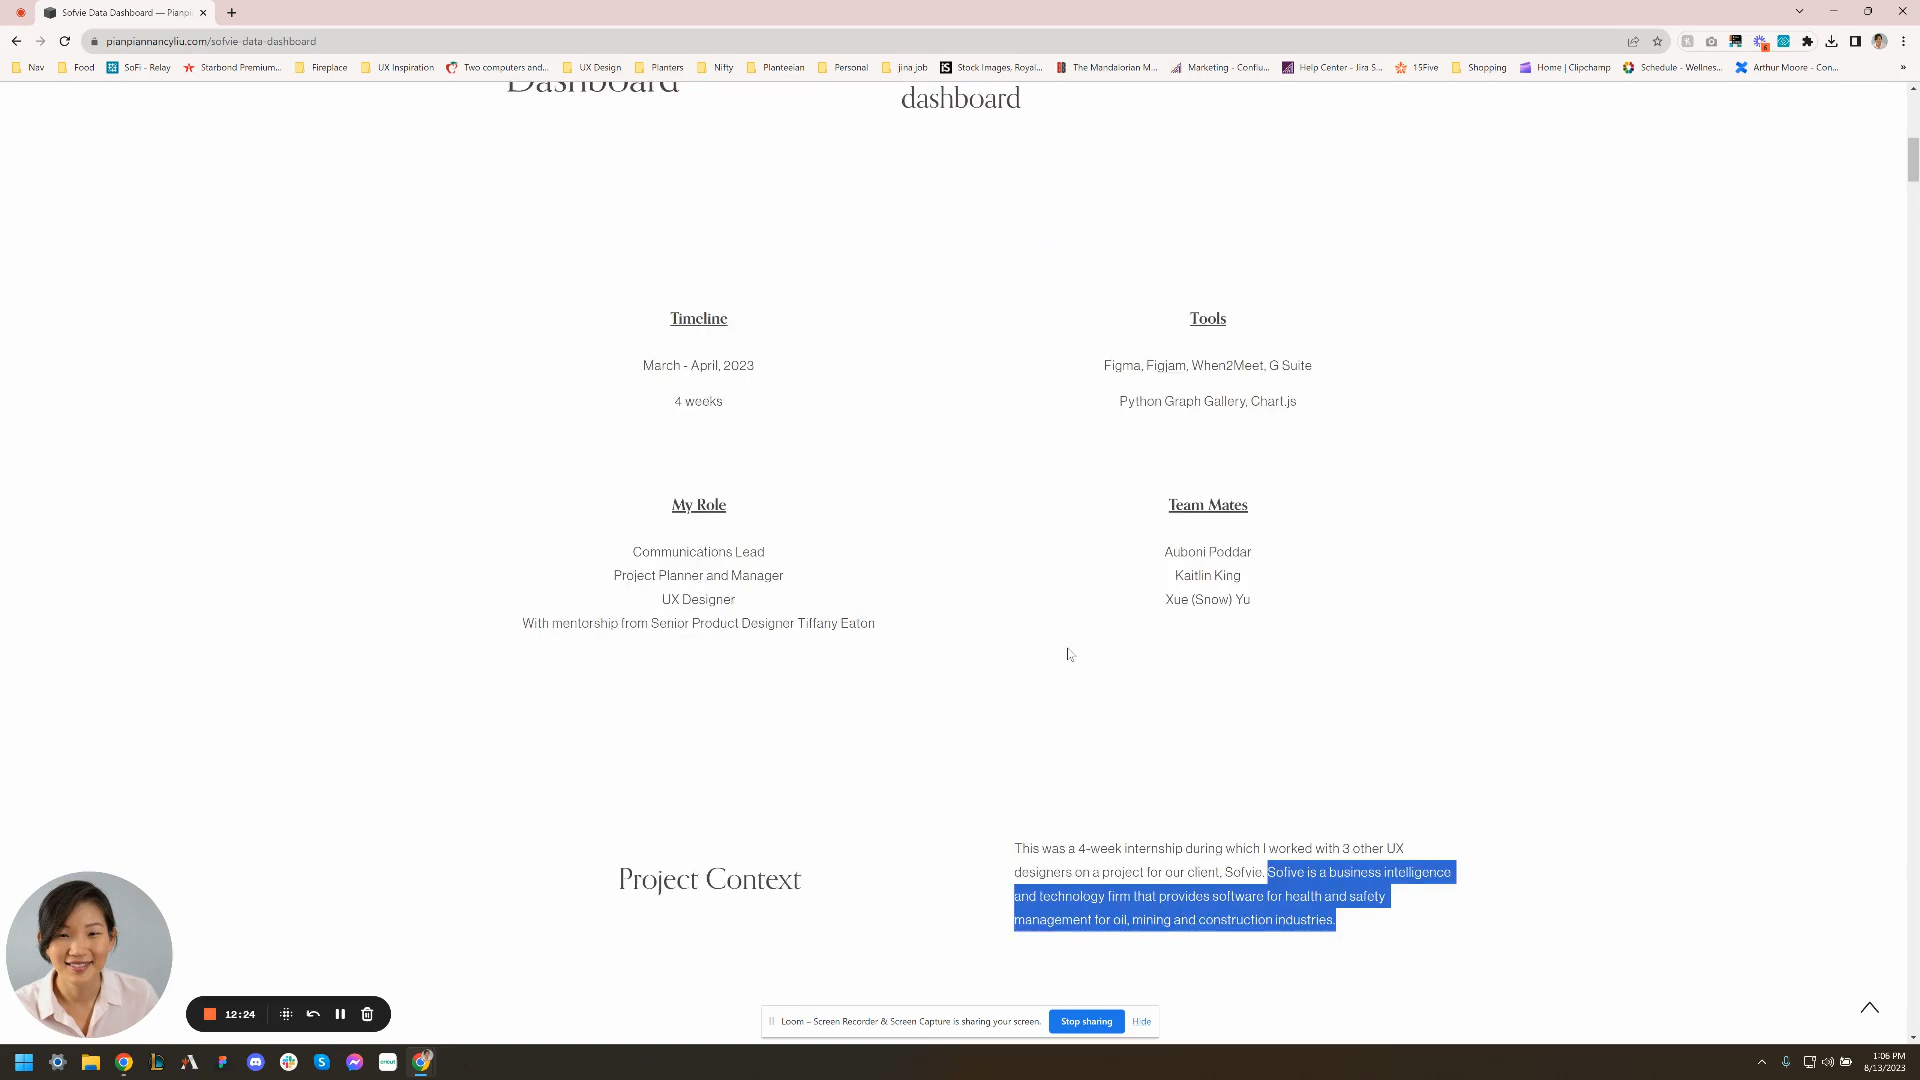 Sofvie Data Dashboard — Pianpi
pianpiannancyliu.com/sofvie-data-dashboard
Nav
Food
SoFi - Relay
Starbond Premium...
Fireplace
UX Inspiration
Two computers and...
UX Design
Planters
Nifty
Planteeian
Personal
jina job
Stock Images, Royal...
The Mandalorian M...
Marketing - Conflu...
Help Center - Jira S...
15Five
Shopping
Home | Clipchamp
Schedule - Wellnes...
Arthur Moore - Con...
»
Dashboard
dashboard
Timeline
March - April, 2023
4 weeks
Tools
Figma, Figjam, When2Meet, G Suite
Python Graph Gallery, Chart.js
My Role
Communications Lead
Project Planner and Manager
UX Designer
With mentorship from Senior Product Designer Tiffany Eaton
Team Mates
Auboni Poddar
Kaitlin King
Xue (Snow) Yu
Project Context
This was a 4-week internship during which I worked with 3 other UX
designers on a project for our client, Sofvie. Sofive is a business intelligence
and technology firm that provides software for health and safety
management for oil, mining and construction industries.
12:24
Loom – Screen Recorder & Screen Capture is sharing your screen.
Stop sharing
Hide
1:06 PM
8/13/2023